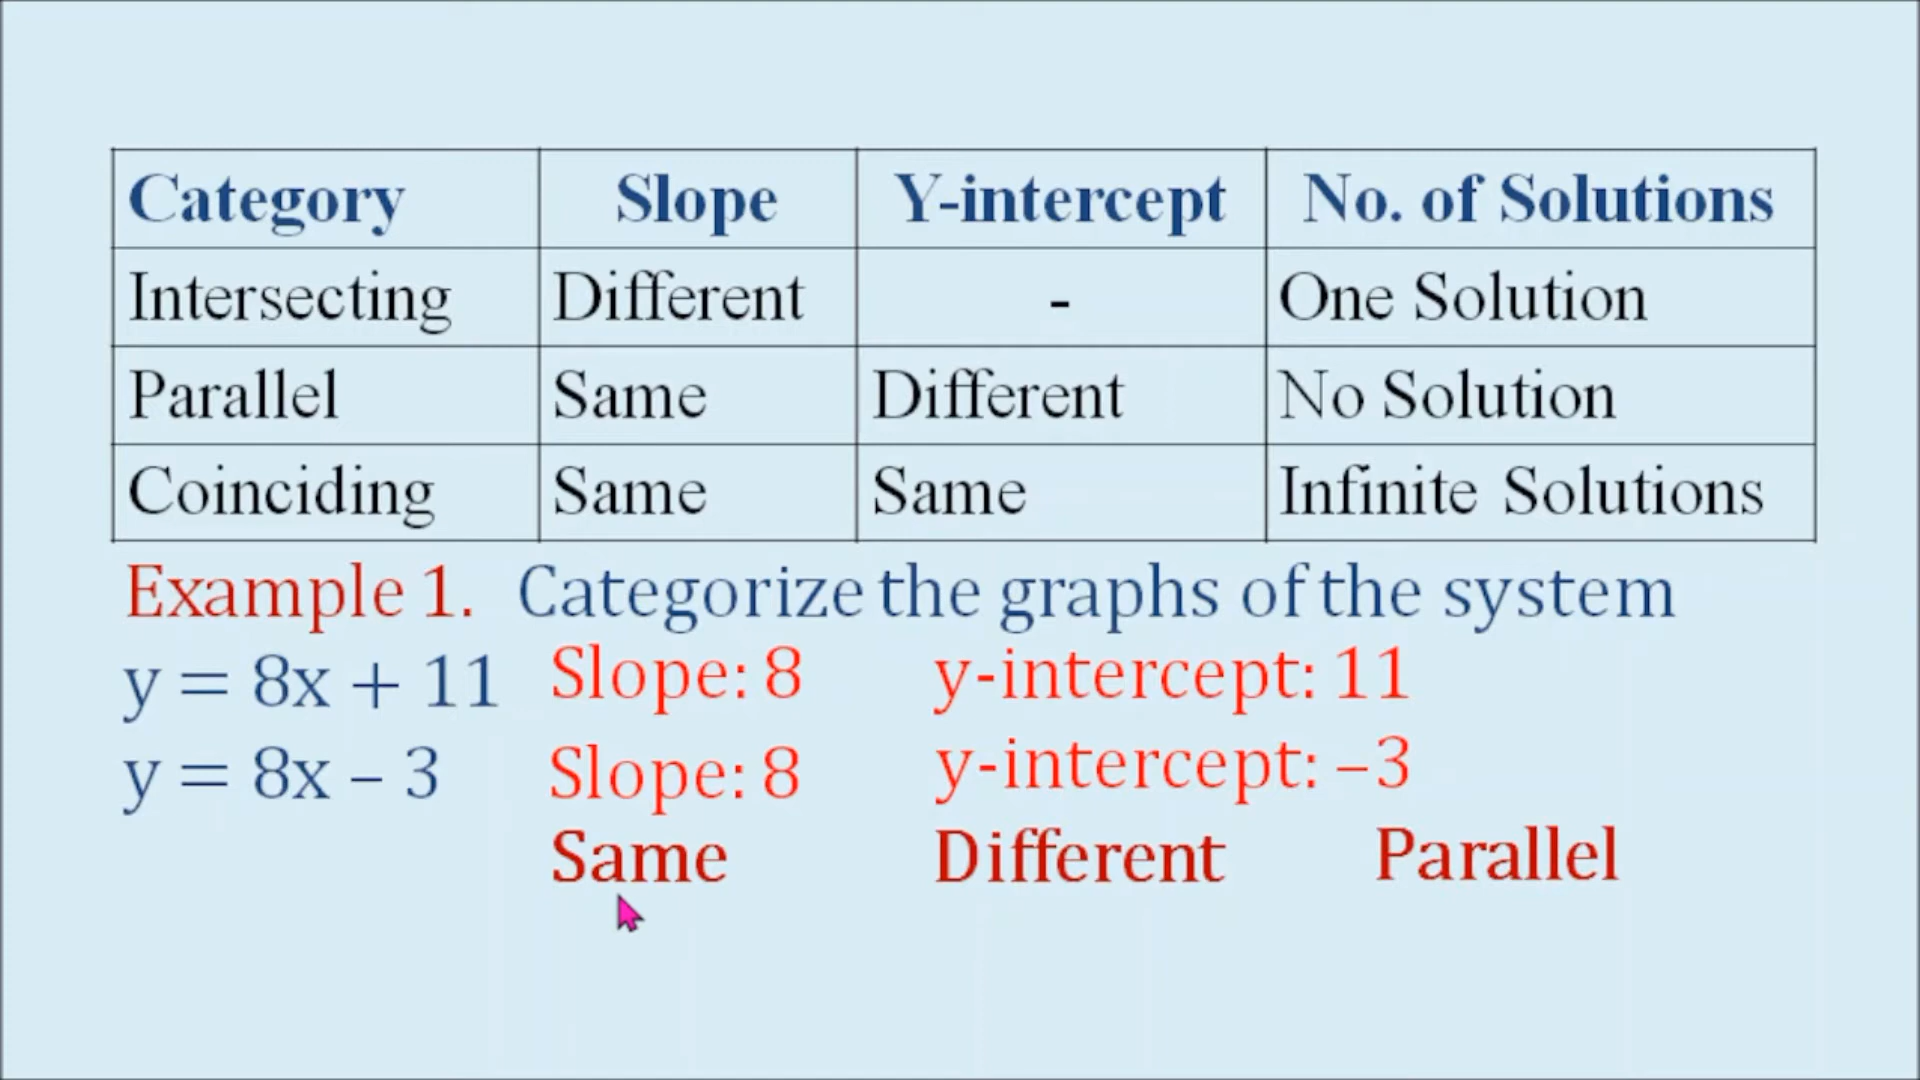 Category Slope Y-intercept No. of Solutions
Intersecting Different - One Solution
Parallel Same Different No Solution
Coinciding Same Same Infinite Solutions
Example 1. Categorize the graphs of the system
y = 8x + 11 Slope: 8 y-intercept: 11
y = 8x – 3 Slope: 8 y-intercept: –3
Same Different Parallel